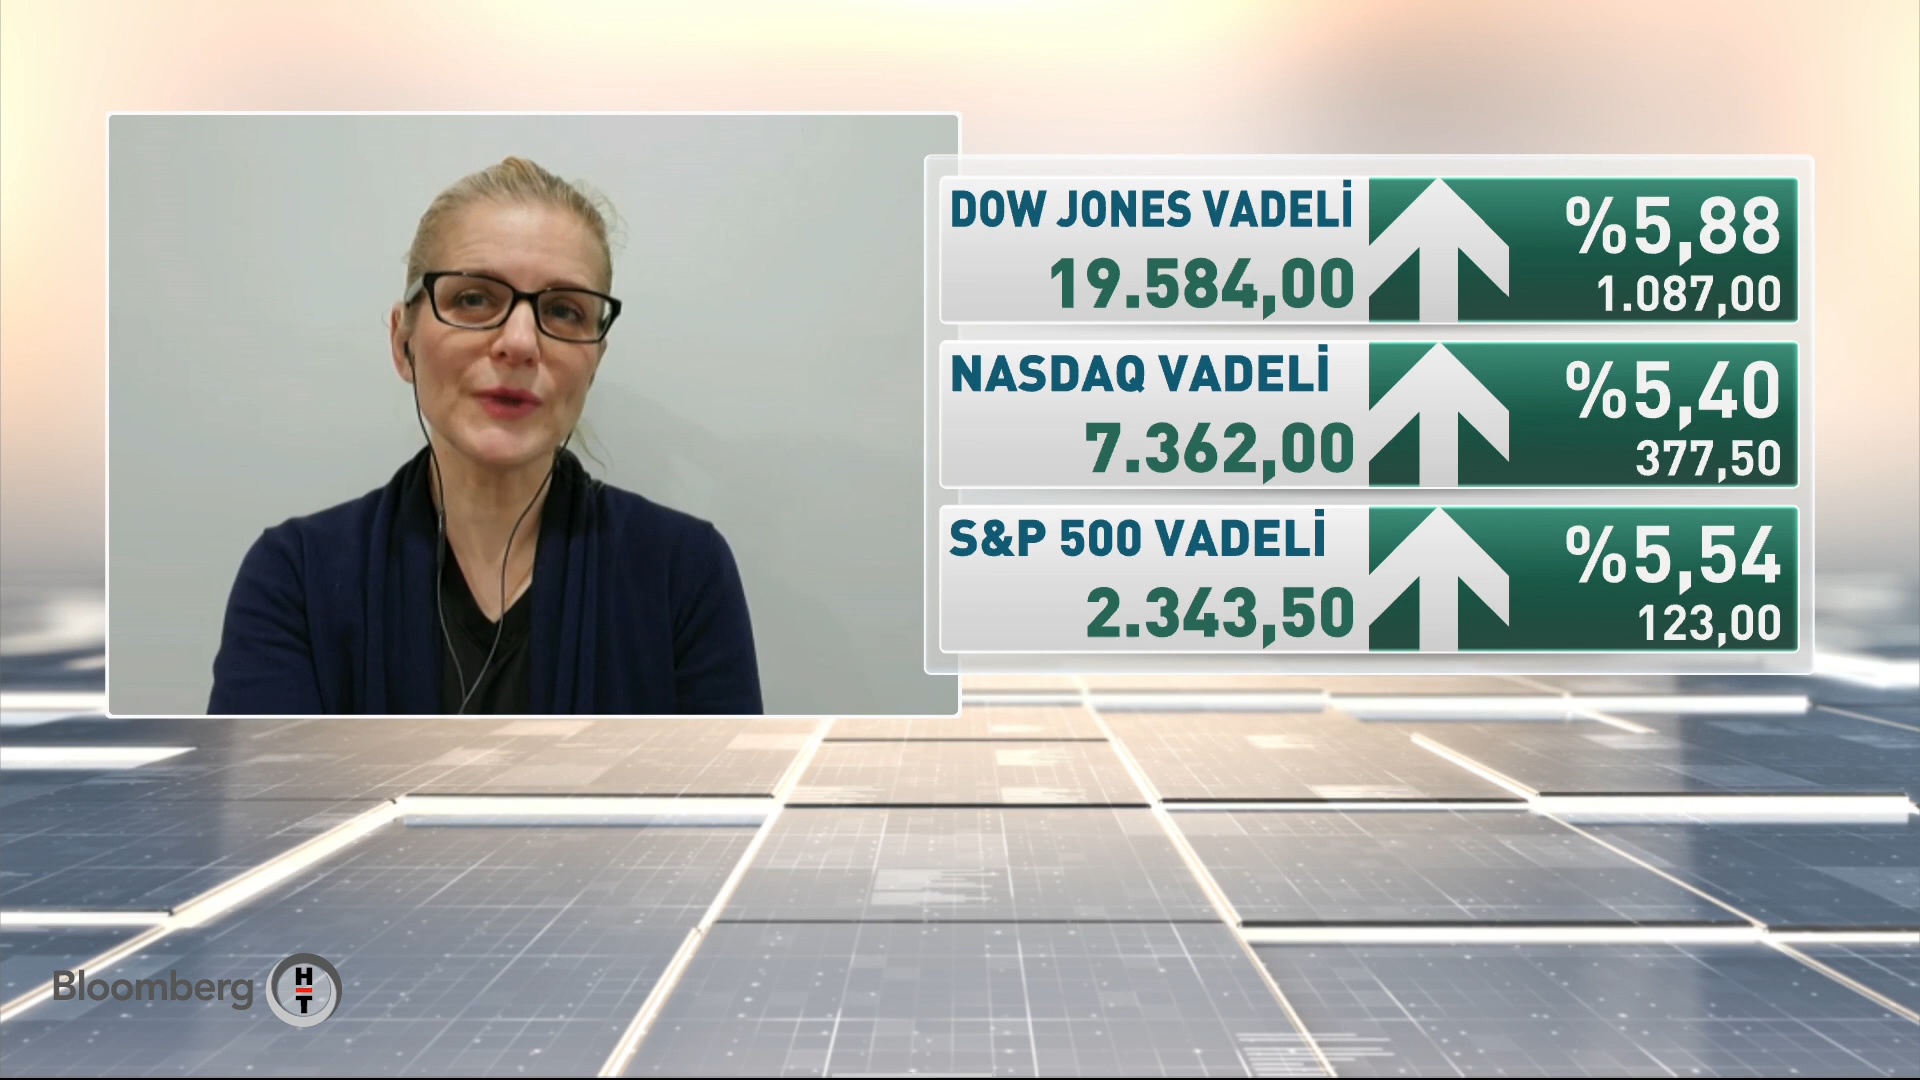 DOW JONES VADELİ
19.584,00
%5,88
1.087,00
NASDAQ VADELİ
7.362,00
%5,40
377,50
S&P 500 VADELİ
2.343,50
%5,54
123,00
Bloomberg HT